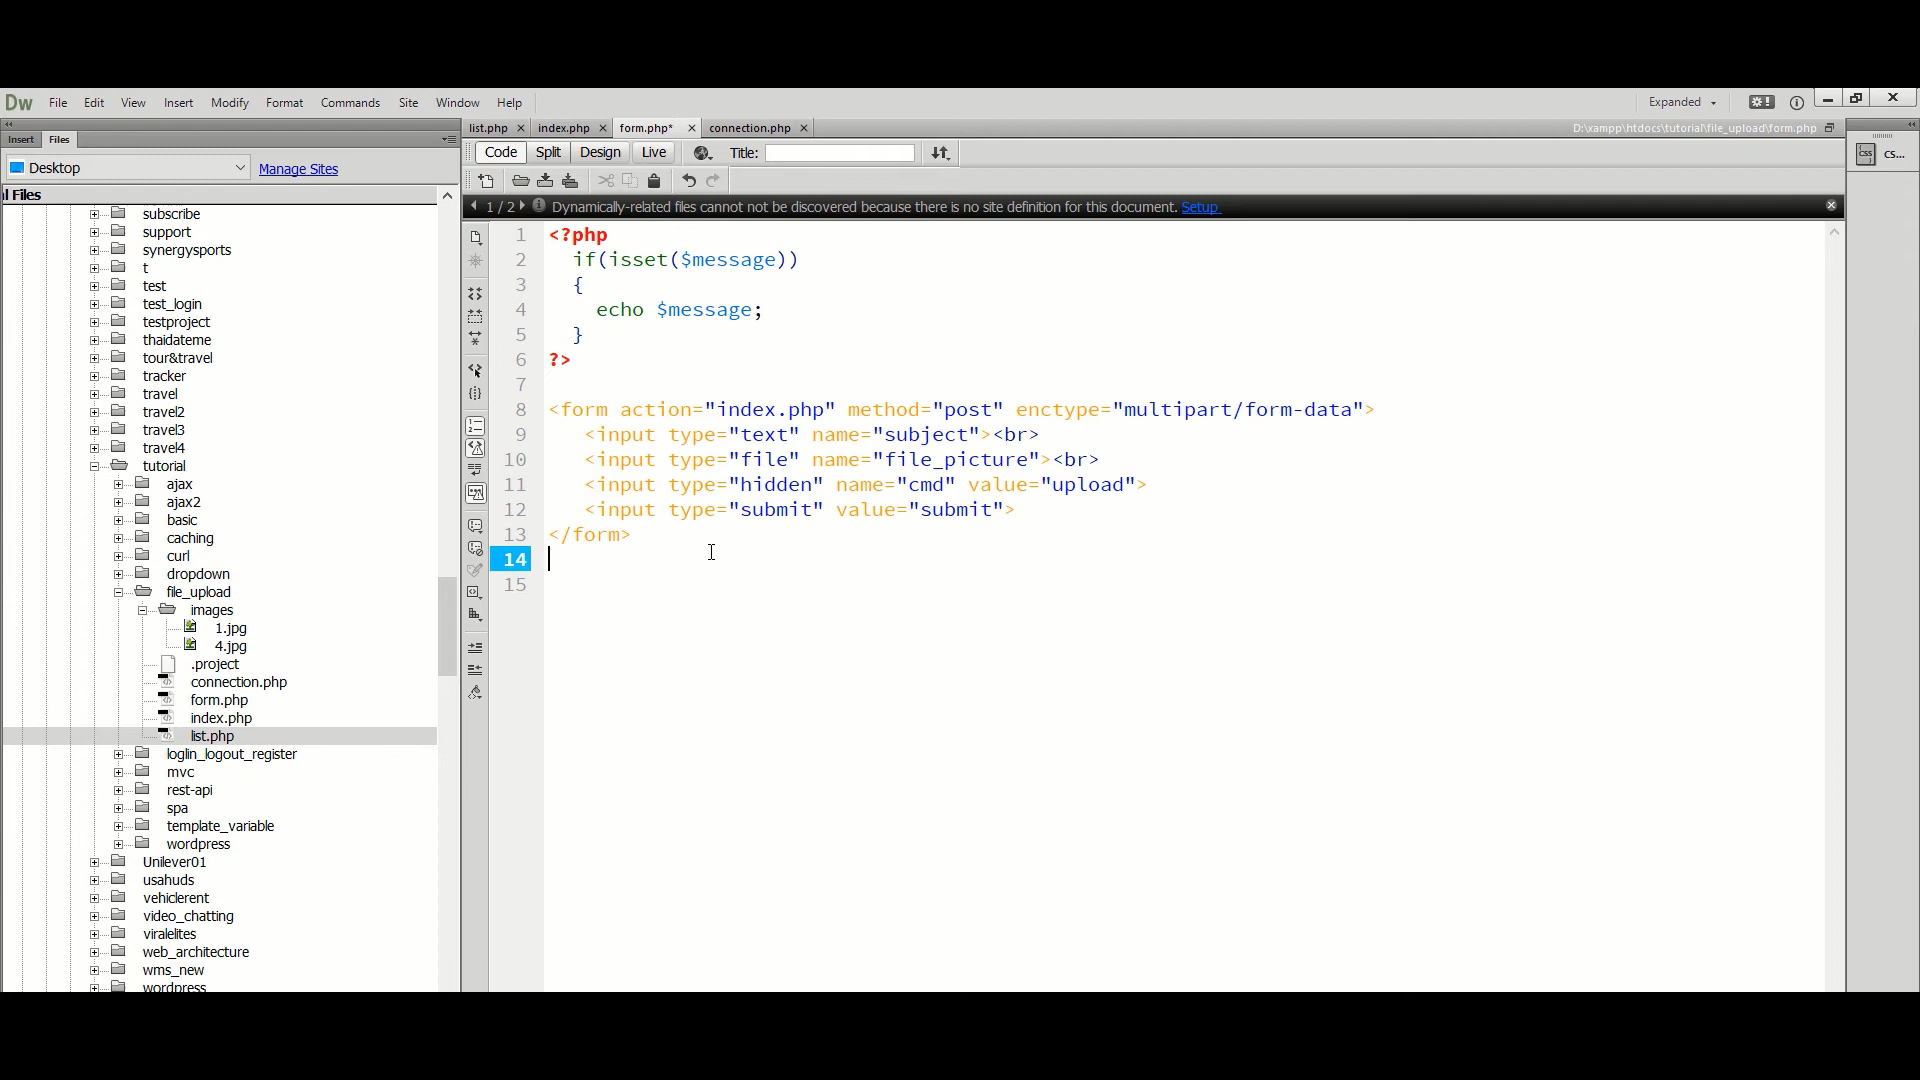 Dw File Edit View Insert Modify Format Commands Site Window Help Expanded
Insert Files
list.php index.php form.php* connection.php D:\xampp\htdocs\tutorial\file_upload\form.php
Desktop Manage Sites
Code Split Design Live Title:
l Files
1 / 2 Dynamically-related files cannot not be discovered because there is no site definition for this document. Setup
CSS CS...
subscribe
support
synergysports
t
test
test_login
testproject
thaidateme
tour&travel
tracker
travel
travel2
travel3
travel4
tutorial
ajax
ajax2
basic
caching
curl
dropdown
file_upload
images
1.jpg
4.jpg
.project
connection.php
form.php
index.php
list.php
loglin_logout_register
mvc
rest-api
spa
template_variable
wordpress
Unilever01
usahuds
vehiclerent
video_chatting
viralelites
web_architecture
wms_new
wordpress
1 <?php
2 if(isset($message))
3 {
4 echo $message;
5 }
6 ?>
7
8 <form action="index.php" method="post" enctype="multipart/form-data">
9 <input type="text" name="subject"><br>
10 <input type="file" name="file_picture"><br>
11 <input type="hidden" name="cmd" value="upload">
12 <input type="submit" value="submit">
13 </form>
14
15